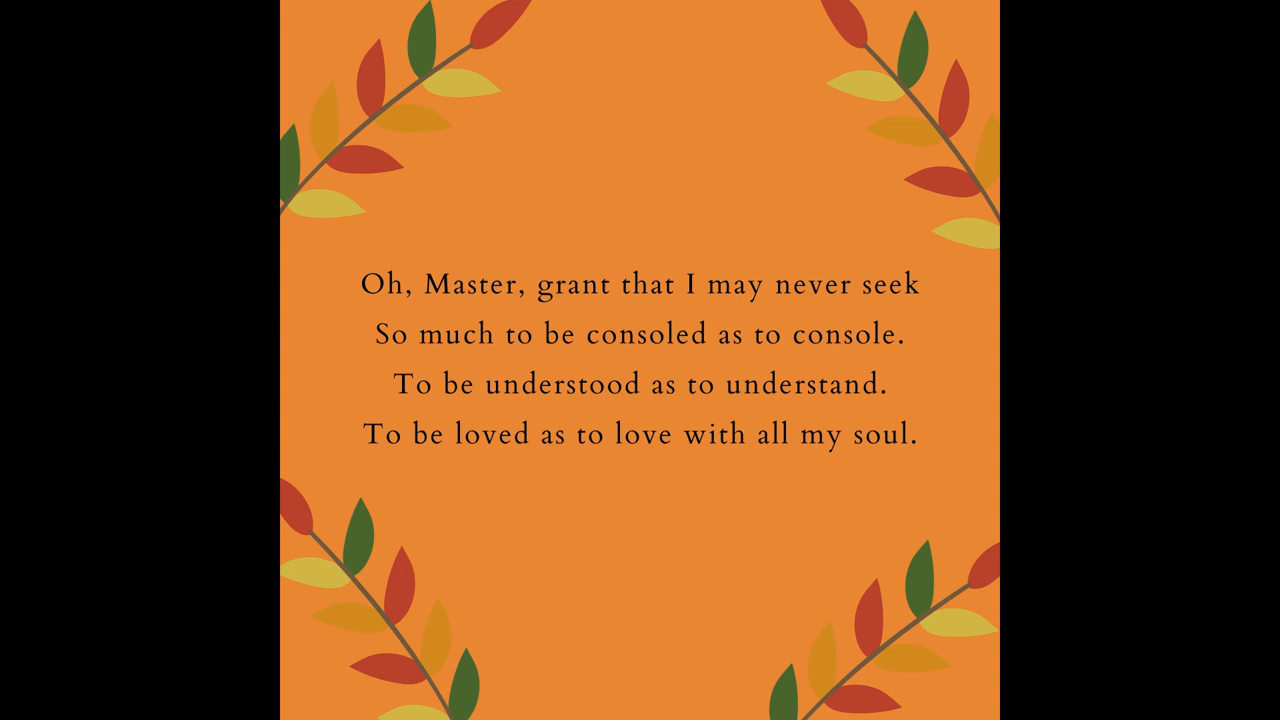 Oh, Master, grant that I may never seek
So much to be consoled as to console.
To be understood as to understand.
To be loved as to love with all my soul.